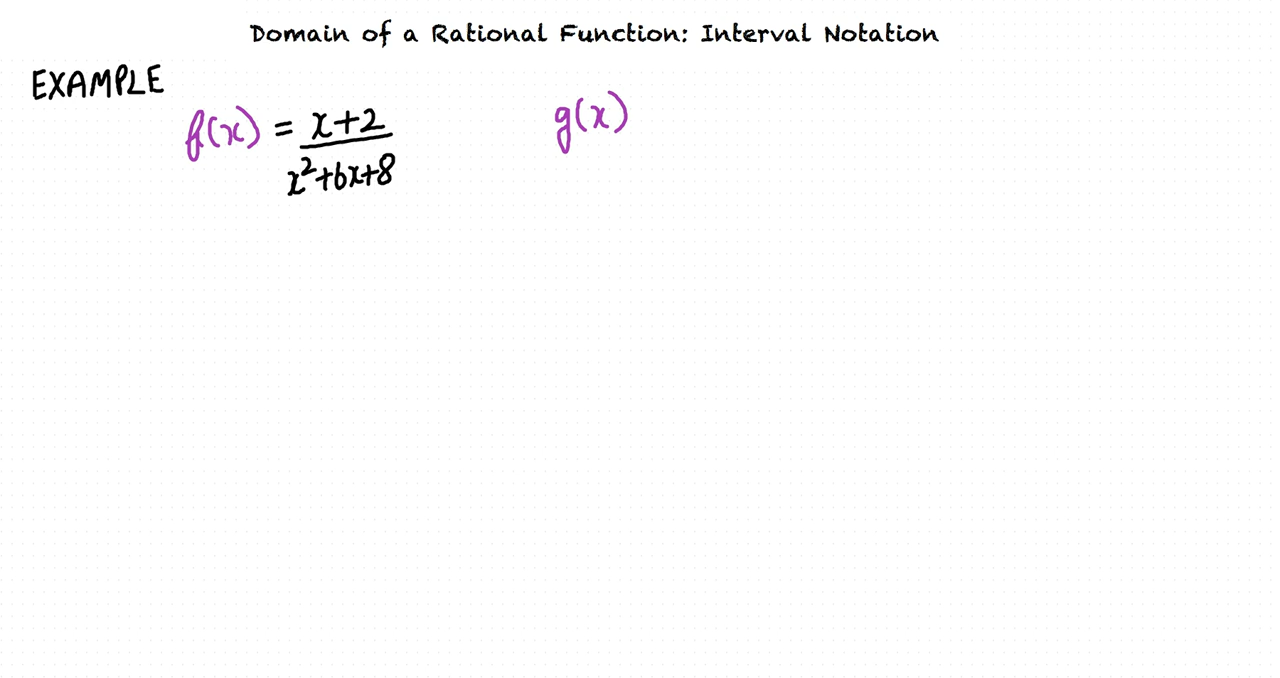 Domain of a Rational Function: Interval Notation
EXAMPLE
f(x) = x+2 / x²+6x+8
g(x)